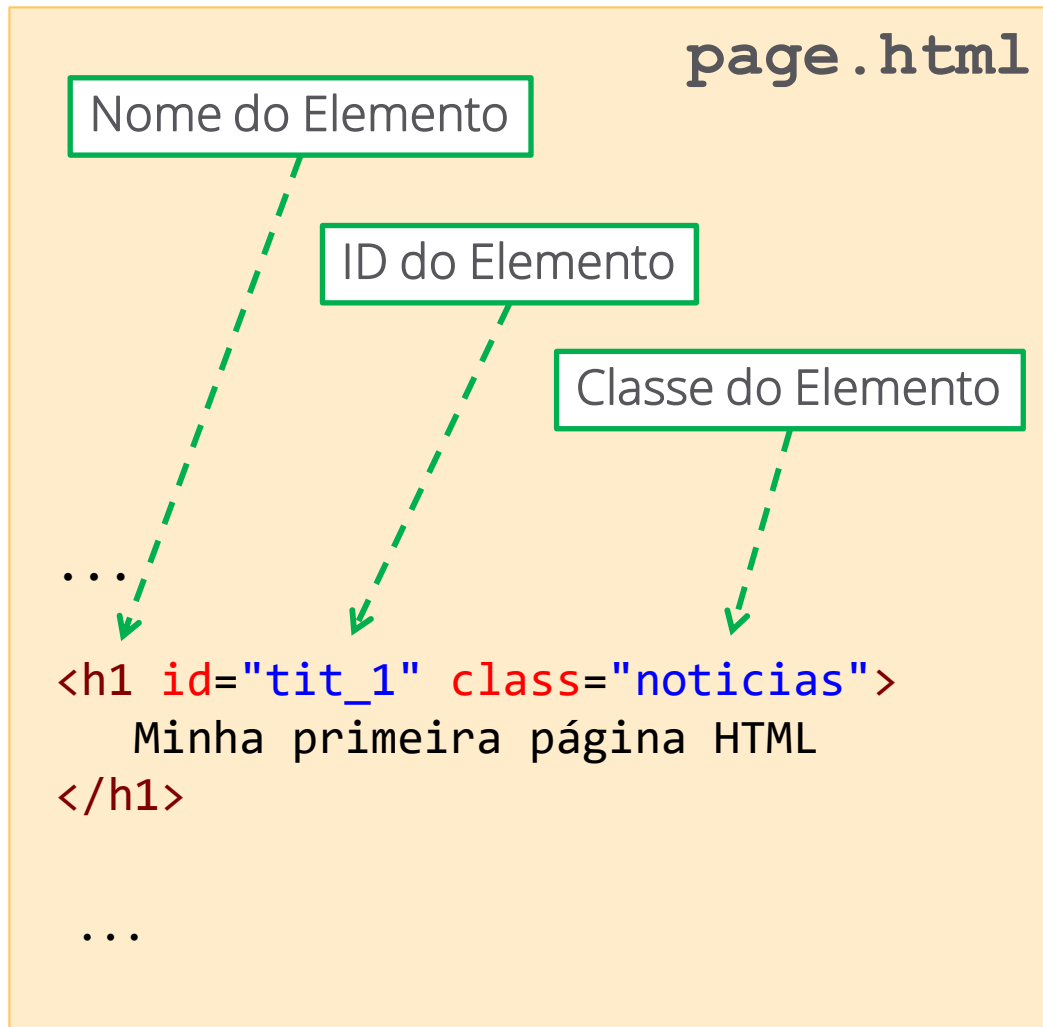 page.html
Nome do Elemento
ID do Elemento
Classe do Elemento
...
<h1 id="tit_1" class="noticias">
Minha primeira página HTML
</h1>
...